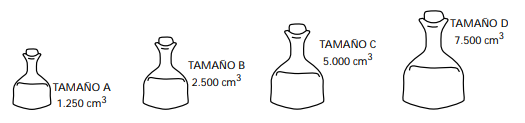 TAMAÑO A
1.250 cm³
TAMAÑO B
2.500 cm³
TAMAÑO C
5.000 cm³
TAMAÑO D
7.500 cm³